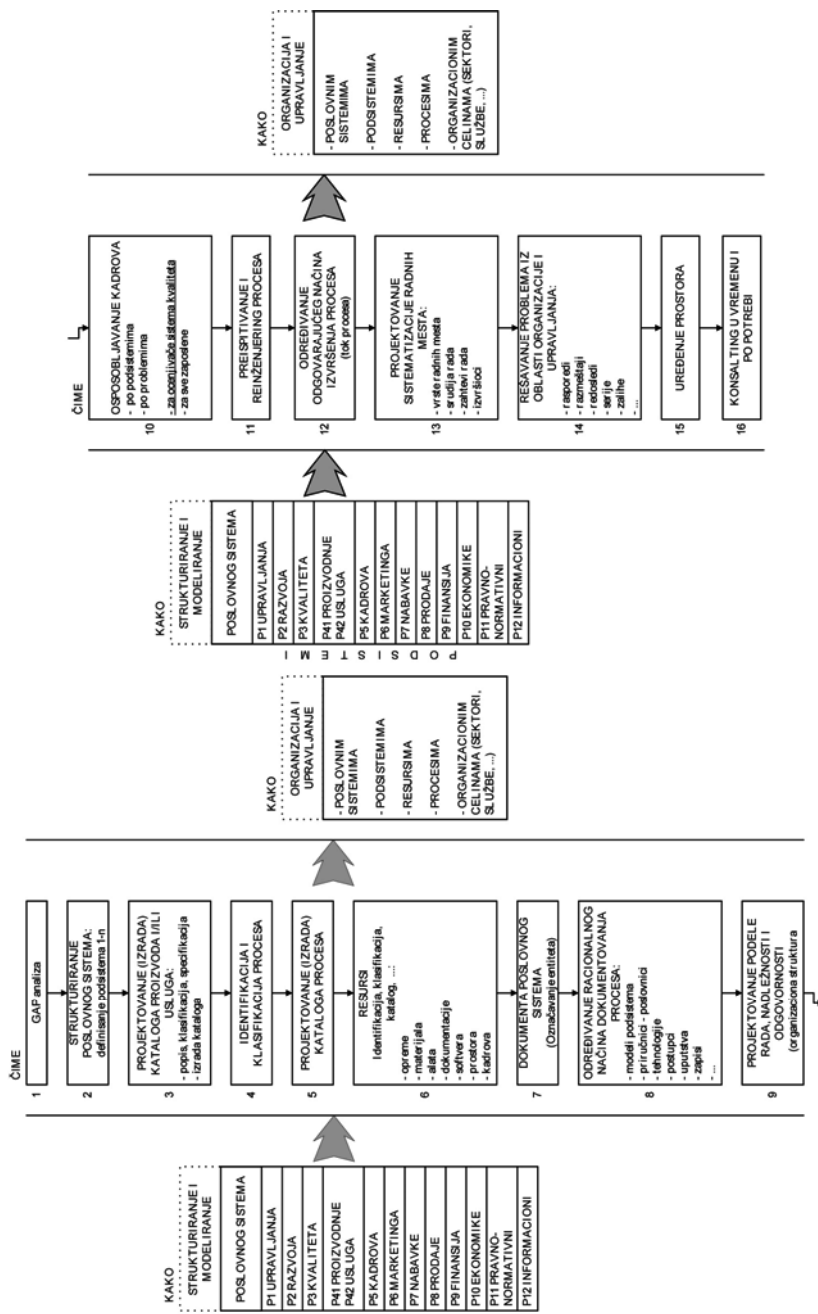 KAKO
STRUKTURIRANJE I
MODELIRANJE
POSLOVNOG SISTEMA
P1 UPRAVLJANJA
P2 RAZVOJA
P3 KVALITETA
P41 PROIZVODNJE
P42 USLUGA
P5 KADROVA
P6 MARKETINGA
P7 NABAVKE
P8 PRODAJE
P9 FINANSIJA
P10 EKONOMIKE
P11 PRAVNO-
NORMATIVNI
P12 INFORMACIONI
ČIME
1 GAP analiza
2 STRUKTURIRANJE
POSLOVNOG SISTEMA:
definisanje podsistema 1-n
3 PROJEKTOVANJE (IZRADA)
KATALOGA PROIZVODA I/ILI
USLUGA:
- popis, klasifikacija, specifikacija
- izrada kataloga
4 IDENTIFIKACIJA I
KLASIFIKACIJA PROCESA
5 PROJEKTOVANJE (IZRADA)
KATALOGA PROCESA
6 RESURSI
Identifikacija, klasifikacija,
katalog, ...:
- opreme
- materijala
- alata
- dokumentacije
- softvera
- prostora
- kadrova
7 DOKUMENTA POSLOVNOG
SISTEMA
(Označavanje entiteta)
8 ODREĐIVANJE RACIONALNOG
NAČINA DOKUMENTOVANJA
PROCESA:
- modeli podsistema
- priručnici - poslovnici
- tehnologije
- postupci
- uputstva
- zapisi
- ...
9 PROJEKTOVANJE PODELE
RADA, NADLEŽNOSTI I
ODGOVORNOSTI
(organizaciona struktura)
KAKO
ORGANIZACIJA I
UPRAVLJANJE
- POSLOVNIM
SISTEMIMA
- PODSISTEMIMA
- RESURSIMA
- PROCESIMA
- ORGANIZACIONIM
CELINAMA (SEKTORI,
SLUŽBE, ...)
KAKO
STRUKTURIRANJE I
MODELIRANJE
PODSISTEMI
POSLOVNOG SISTEMA
P1 UPRAVLJANJA
P2 RAZVOJA
P3 KVALITETA
P41 PROIZVODNJE
P42 USLUGA
P5 KADROVA
P6 MARKETINGA
P7 NABAVKE
P8 PRODAJE
P9 FINANSIJA
P10 EKONOMIKE
P11 PRAVNO-
NORMATIVNI
P12 INFORMACIONI
ČIME
10 OSPOSOBLJAVANJE KADROVA
- po podsistemima
- po problemima
- za ocenjivače sistema kvaliteta
- za sve zaposlene
11 PREISPITIVANJE I
REINŽENJERING PROCESA
12 ODREĐIVANJE
ODGOVARAJUĆEG NAČINA
IZVRŠENJA PROCESA
(tok procesa)
13 PROJEKTOVANJE
SISTEMATIZACIJE RADNIH
MESTA:
- vrste radnih mesta
- srudija rada
- zahtevi rada
- izvršioci
14 REŠAVANJE PROBLEMA IZ
OBLASTI ORGANIZACIJE I
UPRAVLJANJA:
- rasporedi
- razmeštaji
- redosledi
- serije
- zalihe
- ...
15 UREĐENJE PROSTORA
16 KONSALTING U VREMENU I
PO POTREBI
KAKO
ORGANIZACIJA I
UPRAVLJANJE
- POSLOVNIM
SISTEMIMA
- PODSISTEMIMA
- RESURSIMA
- PROCESIMA
- ORGANIZACIONIM
CELINAMA (SEKTORI,
SLUŽBE, ...)